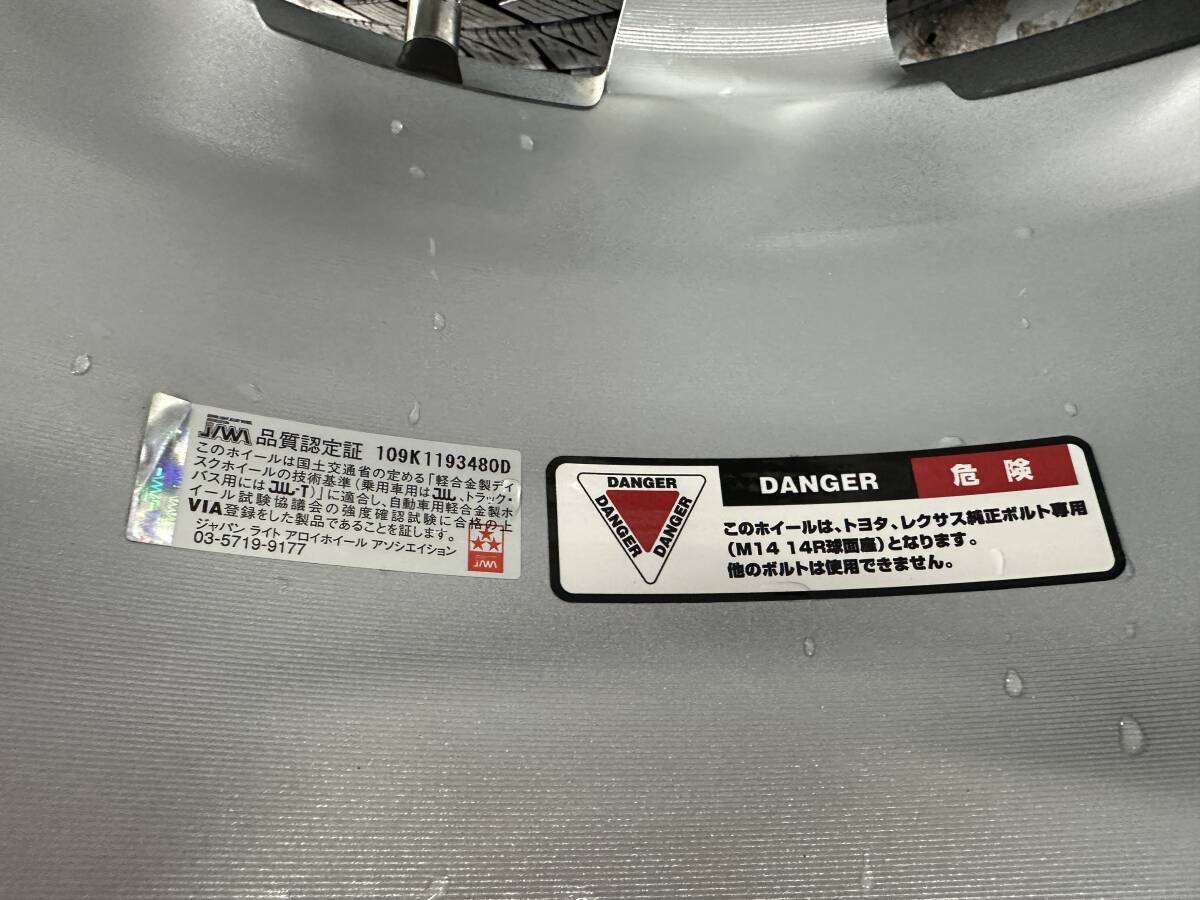 JAWA 品質認定証 109K1193480D
このホイールは国土交通省の定める「軽合金製ディ
スクホイールの技術基準(乗用車用はJWL、トラック・
バス用にはJWL-T)」に適合し、自動車用軽合金製ホ
イール試験協議会の強度確認試験に合格の上
VIA登録をした製品であることを証します。
ジャパン ライト アロイホイール アソシエイション
03-5719-9177
JAWA
DANGER
DANGER
DANGER
DANGER 危険
このホイールは、トヨタ、レクサス純正ボルト専用
(M14 14R球面座)となります。
他のボルトは使用できません。